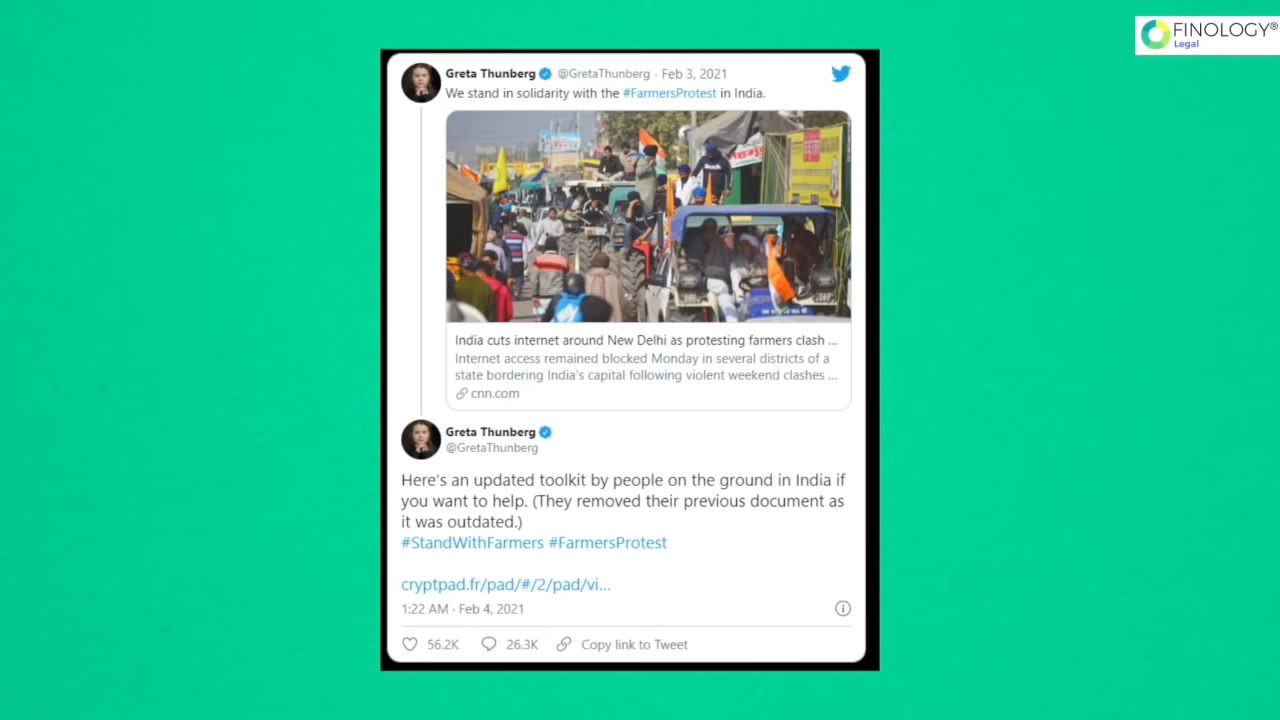 FINOLOGY®
Legal
Greta Thunberg @GretaThunberg · Feb 3, 2021
We stand in solidarity with the #FarmersProtest in India.
India cuts internet around New Delhi as protesting farmers clash ...
Internet access remained blocked Monday in several districts of a
state bordering India's capital following violent weekend clashes ...
cnn.com
Greta Thunberg
@GretaThunberg
Here's an updated toolkit by people on the ground in India if
you want to help. (They removed their previous document as
it was outdated.)
#StandWithFarmers #FarmersProtest
cryptpad.fr/pad/#/2/pad/vi...
1:22 AM · Feb 4, 2021
56.2K 26.3K Copy link to Tweet